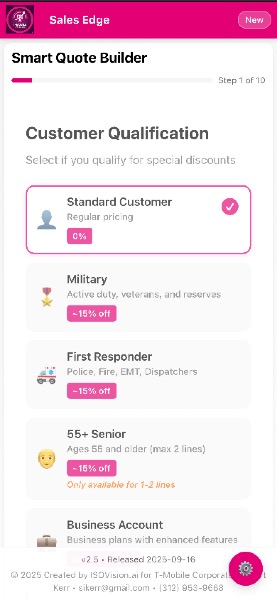 Sales Edge
New
Smart Quote Builder
Step 1 of 10
Customer Qualification
Select if you qualify for special discounts
Standard Customer
Regular pricing
0%
Military
Active duty, veterans, and reserves
~15% off
First Responder
Police, Fire, EMT, Dispatchers
~15% off
55+ Senior
Ages 55 and older (max 2 lines)
~15% off
Only available for 1-2 lines
Business Account
Business plans with enhanced features
v2.5 • Released 2025-09-16
© 2025 Created by ISOVision.ai for T-Mobile Corporate
Kerr • sikerr@gmail.com • (312) 953-9668